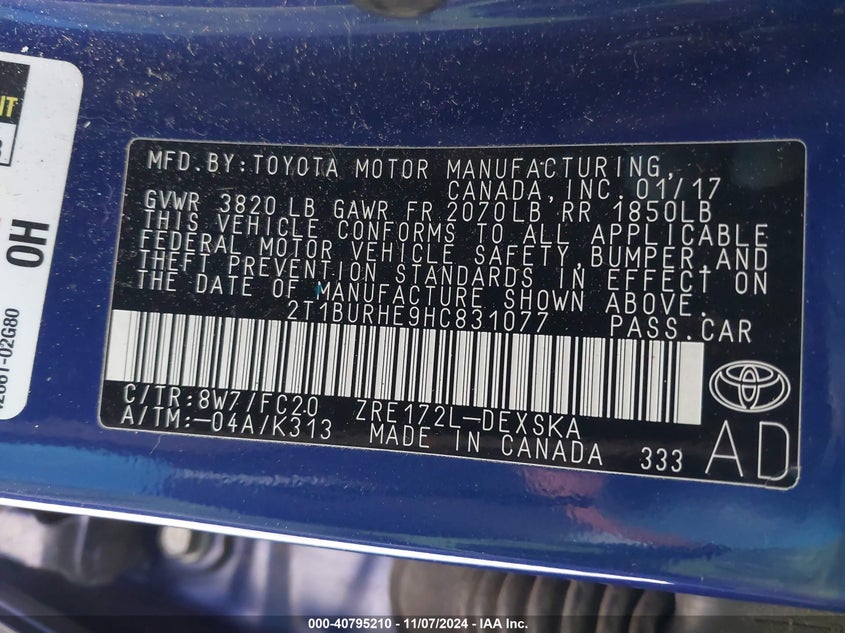 MFD.BY:TOYOTA MOTOR MANUFACTURING,
CANADA, INC. 01/17
GVWR 3820 LB GAWR FR 2070LB RR 1850LB
THIS VEHICLE CONFORMS TO ALL APPLICABLE
FEDERAL MOTOR VEHICLE SAFETY, BUMPER, AND
THEFT PREVENTION STANDARDS IN EFFECT ON
THE DATE OF MANUFACTURE SHOWN ABOVE.
2T1BURHE9HC831077 PASS.CAR
C/TR:8W7/FC20 ZRE172L-DEXSKA
A/TM:-04A/K313 MADE IN CANADA 333
AD
OH
000-40795210 - 11/07/2024 - IAA Inc.